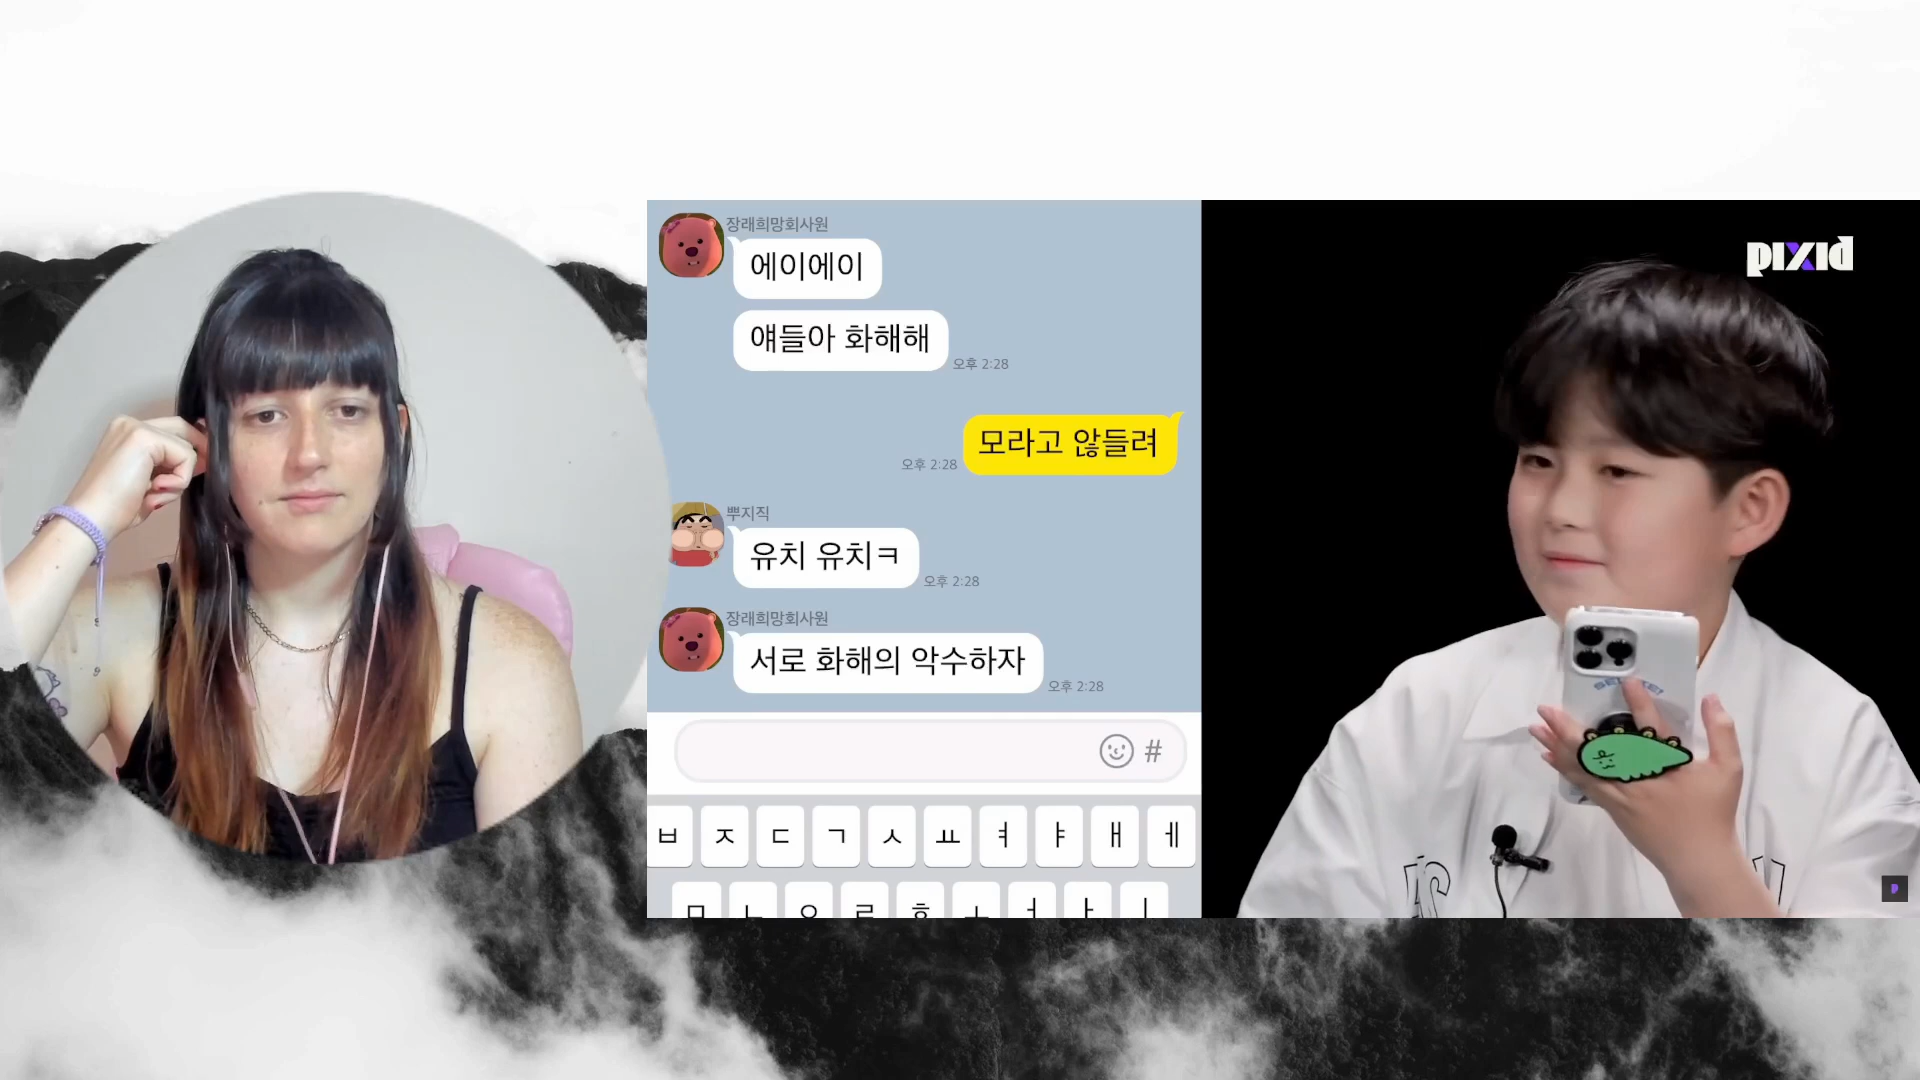 장래희망회사원
에이에이
얘들아 화해해
오후 2:28
모라고 않들려
오후 2:28
뿌지직
유치 유치ㅋ
오후 2:28
장래희망회사원
서로 화해의 악수하자
오후 2:28
#
ㅂ ㅈ ㄷ ㄱ ㅅ ㅛ ㅕ ㅑ ㅐ ㅔ
ㅁ ㄴ ㅇ ㄹ ㅎ ㅗ ㅓ ㅏ ㅣ
pixid